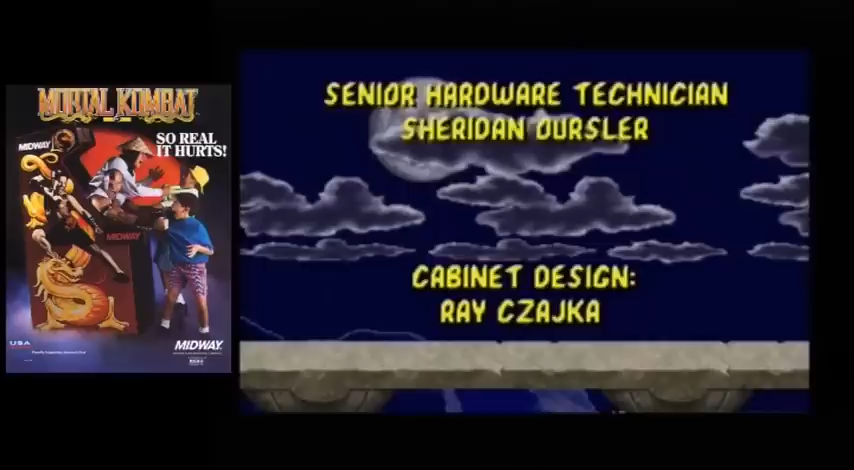 MORTAL KOMBAT
SO REAL
IT HURTS!
MIDWAY
MIDWAY
USA
MIDWAY
SENIOR HARDWARE TECHNICIAN
SHERIDAN OURSLER
CABINET DESIGN:
RAY CZAJKA